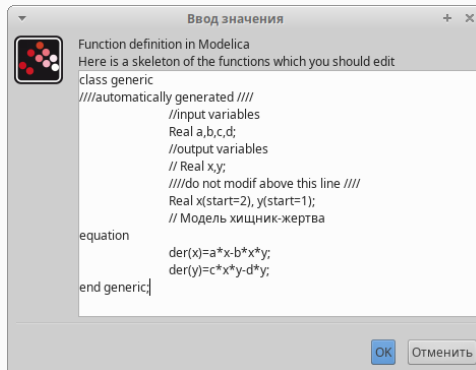 Ввод значения
Function definition in Modelica
Here is a skeleton of the functions which you should edit
class generic
////automatically generated ////
//input variables
Real a,b,c,d;
//output variables
// Real x,y;
////do not modif above this line ////
Real x(start=2), y(start=1);
// Модель хищник-жертва
equation
der(x)=a*x-b*x*y;
der(y)=c*x*y-d*y;
end generic;
OK
Отменить